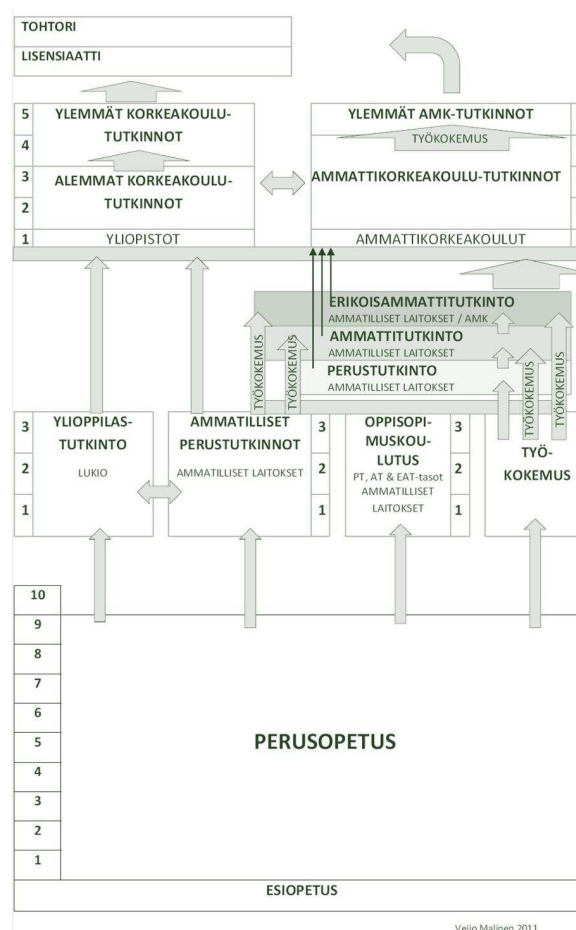 TOHTORI
LISENSIAATTI
5
4
3
2
1
YLEMMÄT KORKEAKOULU-
TUTKINNOT
ALEMMAT KORKEAKOULU-
TUTKINNOT
YLIOPISTOT
YLEMMÄT AMK-TUTKINNOT
TYÖKOKEMUS
AMMATTIKORKEAKOULU-TUTKINNOT
AMMATTIKORKEAKOULUT
ERIKOISAMMATTITUTKINTO
AMMATILLISET LAITOKSET / AMK
AMMATTITUTKINTO
AMMATILLISET LAITOKSET
PERUSTUTKINTO
AMMATILLISET LAITOKSET
TYÖKOKEMUS
TYÖKOKEMUS
TYÖKOKEMUS
TYÖKOKEMUS
3
2
1
YLIOPPILAS-
TUTKINTO
LUKIO
AMMATILLISET
PERUSTUTKINNOT
AMMATILLISET LAITOKSET
3
2
1
OPPISOPI-
MUSKOU-
LUTUS
PT, AT & EAT-tasot
AMMATILLISET
LAITOKSET
3
2
1
TYÖ-
KOKEMUS
10
9
8
7
6
5
4
3
2
1
PERUSOPETUS
ESIOPETUS
Veijo Malinen 2011